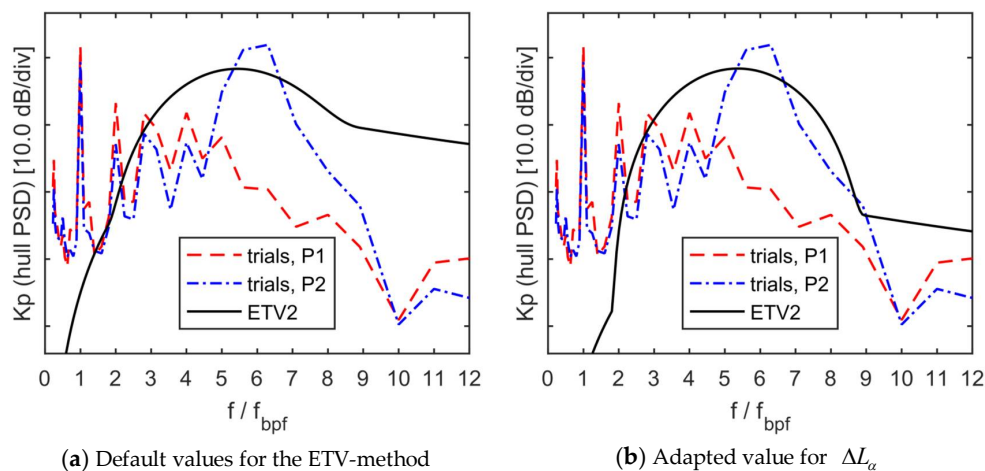 Kp (hull PSD) [10.0 dB/div]
trials, P1
trials, P2
ETV2
0 1 2 3 4 5 6 7 8 9 10 11 12
f / f_bpf
(a) Default values for the ETV-method
Kp (hull PSD) [10.0 dB/div]
trials, P1
trials, P2
ETV2
0 1 2 3 4 5 6 7 8 9 10 11 12
f / f_bpf
(b) Adapted value for ΔL_α